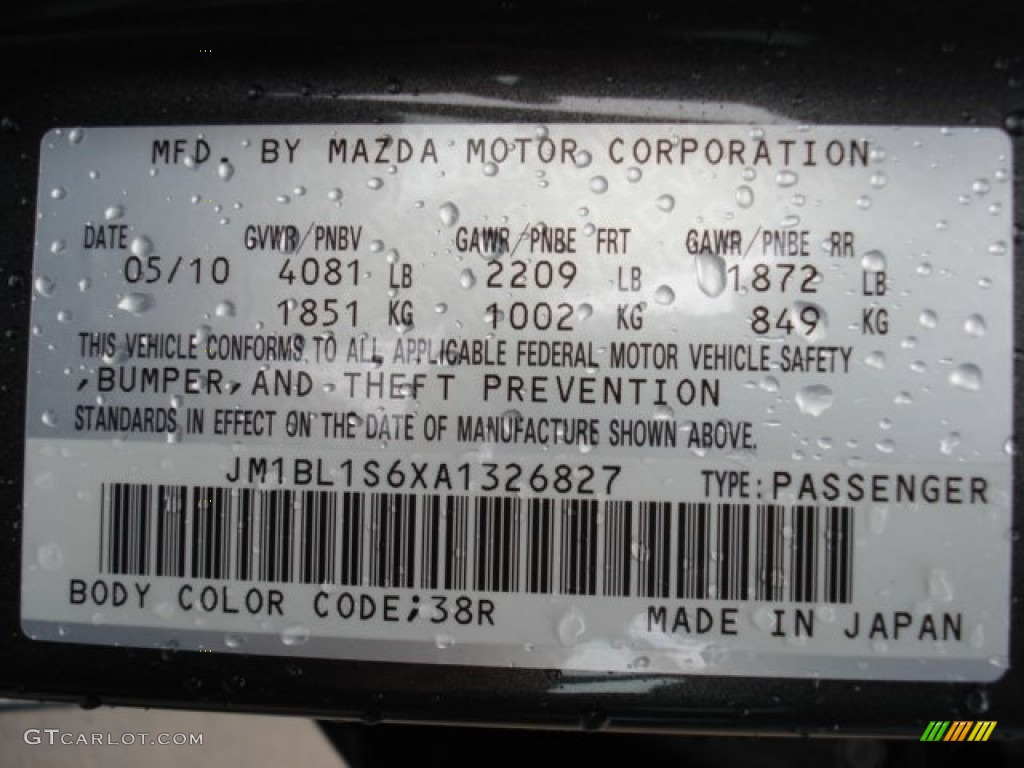 MFD. BY MAZDA MOTOR CORPORATION
DATE GVWR/PNBV GAWR/PNBE FRT GAWR/PNBE RR
05/10 4081 LB 2209 LB 1872 LB
1851 KG 1002 KG 849 KG
THIS VEHICLE CONFORMS TO ALL APPLICABLE FEDERAL MOTOR VEHICLE SAFETY
,BUMPER,AND THEFT PREVENTION
STANDARDS IN EFFECT ON THE DATE OF MANUFACTURE SHOWN ABOVE.
JM1BL1S6XA1326827 TYPE:PASSENGER
BODY COLOR CODE;38R MADE IN JAPAN
GTCARLOT.COM